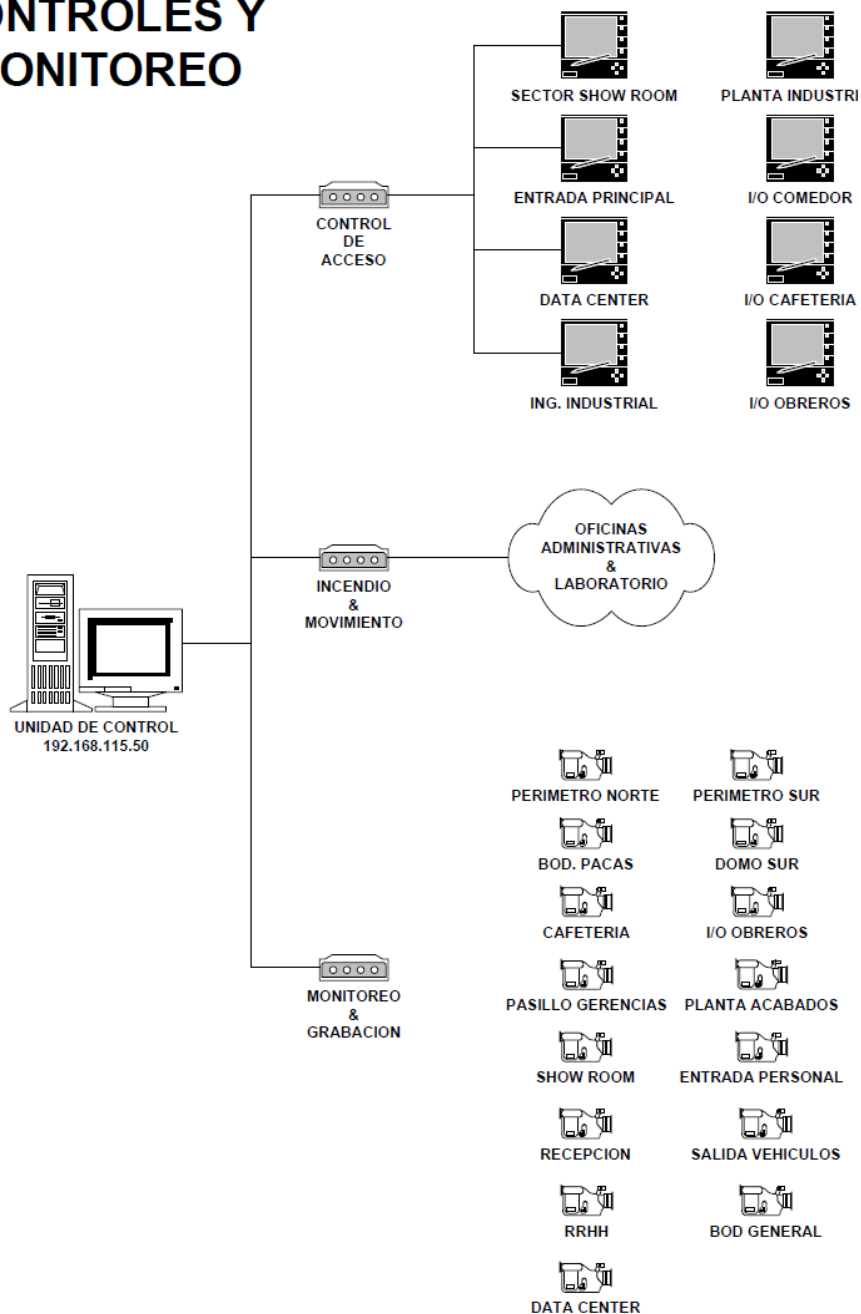 ONTROLES Y
ONITOREO
SECTOR SHOW ROOM
PLANTA INDUSTRI
ENTRADA PRINCIPAL
I/O COMEDOR
CONTROL
DE
ACCESO
DATA CENTER
I/O CAFETERIA
ING. INDUSTRIAL
I/O OBREROS
OFICINAS
ADMINISTRATIVAS
&
LABORATORIO
INCENDIO
&
MOVIMIENTO
UNIDAD DE CONTROL
192.168.115.50
PERIMETRO NORTE
PERIMETRO SUR
BOD. PACAS
DOMO SUR
CAFETERIA
I/O OBREROS
MONITOREO
&
GRABACION
PASILLO GERENCIAS
PLANTA ACABADOS
SHOW ROOM
ENTRADA PERSONAL
RECEPCION
SALIDA VEHICULOS
RRHH
BOD GENERAL
DATA CENTER